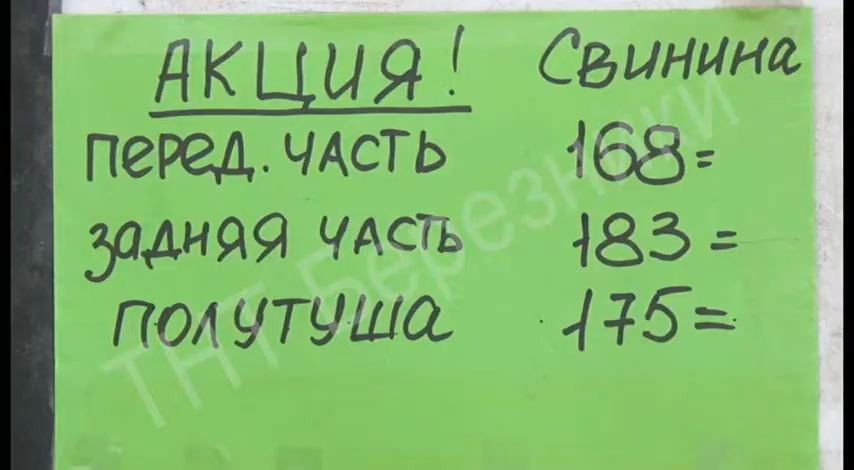 АКЦИЯ! Свинина
перед. часть 168=
задняя часть 183=
полутуша 175=
ТНТ Березники